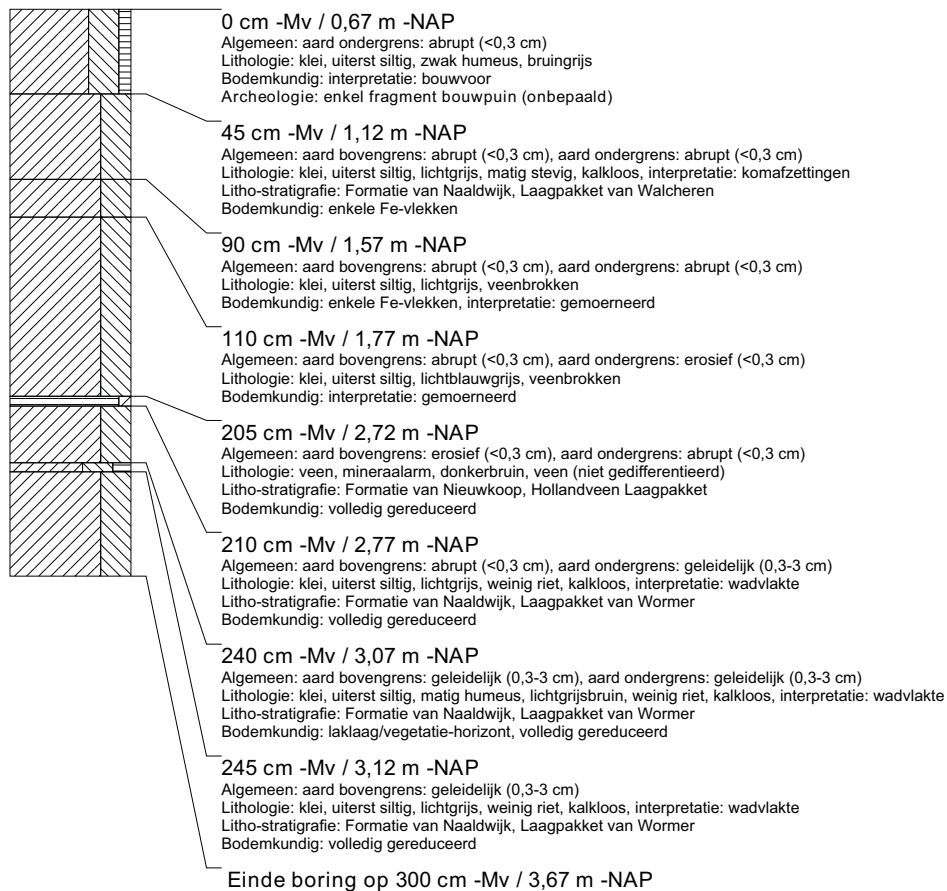 0 cm -Mv / 0,67 m -NAP
Algemeen: aard ondergrens: abrupt (<0,3 cm)
Lithologie: klei, uiterst siltig, zwak humeus, bruingrijs
Bodemkundig: interpretatie: bouwvoor
Archeologie: enkel fragment bouwpuin (onbepaald)
45 cm -Mv / 1,12 m -NAP
Algemeen: aard bovengrens: abrupt (<0,3 cm), aard ondergrens: abrupt (<0,3 cm)
Lithologie: klei, uiterst siltig, lichtgrijs, matig stevig, kalkloos, interpretatie: komafzettingen
Litho-stratigrafie: Formatie van Naaldwijk, Laagpakket van Walcheren
Bodemkundig: enkele Fe-vlekken
90 cm -Mv / 1,57 m -NAP
Algemeen: aard bovengrens: abrupt (<0,3 cm), aard ondergrens: abrupt (<0,3 cm)
Lithologie: klei, uiterst siltig, lichtgrijs, veenbrokken
Bodemkundig: enkele Fe-vlekken, interpretatie: gemoerneerd
110 cm -Mv / 1,77 m -NAP
Algemeen: aard bovengrens: abrupt (<0,3 cm), aard ondergrens: erosief (<0,3 cm)
Lithologie: klei, uiterst siltig, lichtblauwgrijs, veenbrokken
Bodemkundig: interpretatie: gemoerneerd
205 cm -Mv / 2,72 m -NAP
Algemeen: aard bovengrens: erosief (<0,3 cm), aard ondergrens: abrupt (<0,3 cm)
Lithologie: veen, mineraalarm, donkerbruin, veen (niet gedifferentieerd)
Litho-stratigrafie: Formatie van Nieuwkoop, Hollandveen Laagpakket
Bodemkundig: volledig gereduceerd
210 cm -Mv / 2,77 m -NAP
Algemeen: aard bovengrens: abrupt (<0,3 cm), aard ondergrens: geleidelijk (0,3-3 cm)
Lithologie: klei, uiterst siltig, lichtgrijs, weinig riet, kalkloos, interpretatie: wadvlakte
Litho-stratigrafie: Formatie van Naaldwijk, Laagpakket van Wormer
Bodemkundig: volledig gereduceerd
240 cm -Mv / 3,07 m -NAP
Algemeen: aard bovengrens: geleidelijk (0,3-3 cm), aard ondergrens: geleidelijk (0,3-3 cm)
Lithologie: klei, uiterst siltig, matig humeus, lichtgrijsbruin, weinig riet, kalkloos, interpretatie: wadvlakte
Litho-stratigrafie: Formatie van Naaldwijk, Laagpakket van Wormer
Bodemkundig: laklaag/vegetatie-horizont, volledig gereduceerd
245 cm -Mv / 3,12 m -NAP
Algemeen: aard bovengrens: geleidelijk (0,3-3 cm)
Lithologie: klei, uiterst siltig, lichtgrijs, weinig riet, kalkloos, interpretatie: wadvlakte
Litho-stratigrafie: Formatie van Naaldwijk, Laagpakket van Wormer
Bodemkundig: volledig gereduceerd
Einde boring op 300 cm -Mv / 3,67 m -NAP